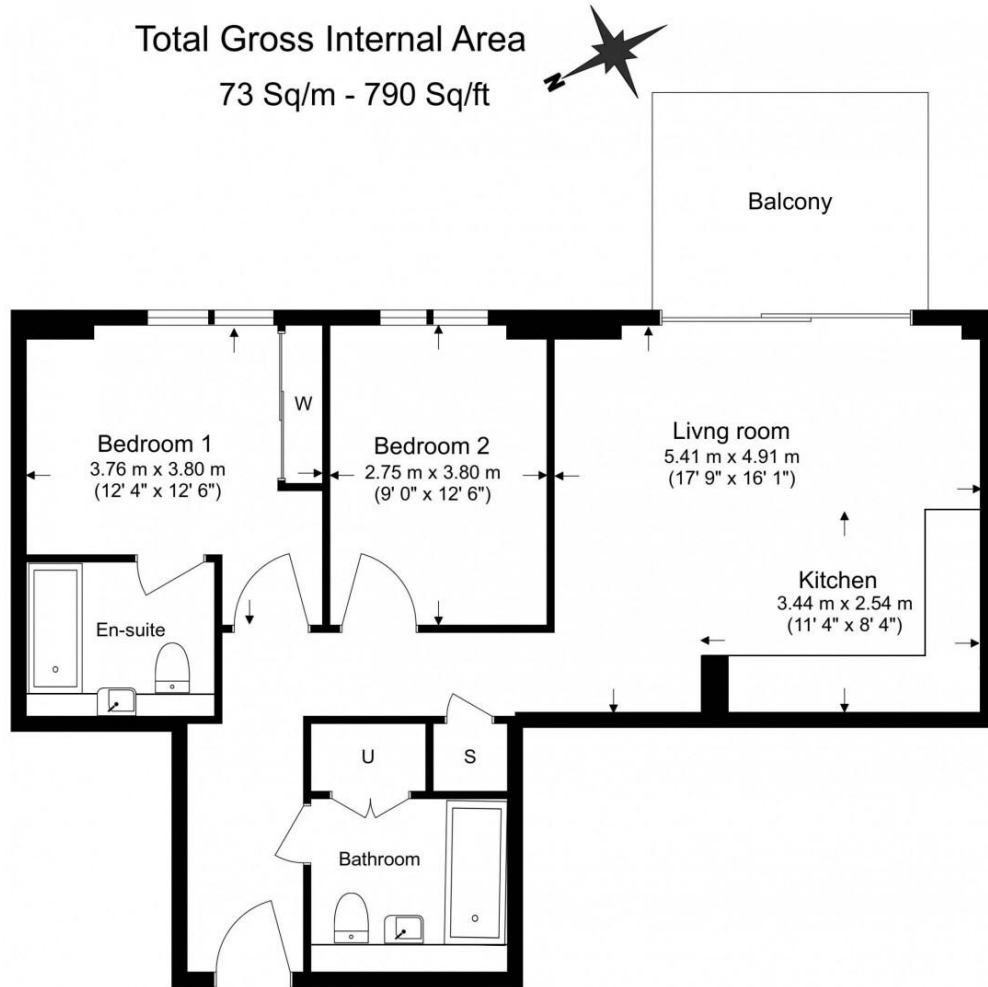 Total Gross Internal Area
73 Sq/m - 790 Sq/ft
N
Balcony
W
Bedroom 1
3.76 m x 3.80 m
(12' 4" x 12' 6")
Bedroom 2
2.75 m x 3.80 m
(9' 0" x 12' 6")
Livng room
5.41 m x 4.91 m
(17' 9" x 16' 1")
Kitchen
3.44 m x 2.54 m
(11' 4" x 8' 4")
En-suite
U
S
Bathroom